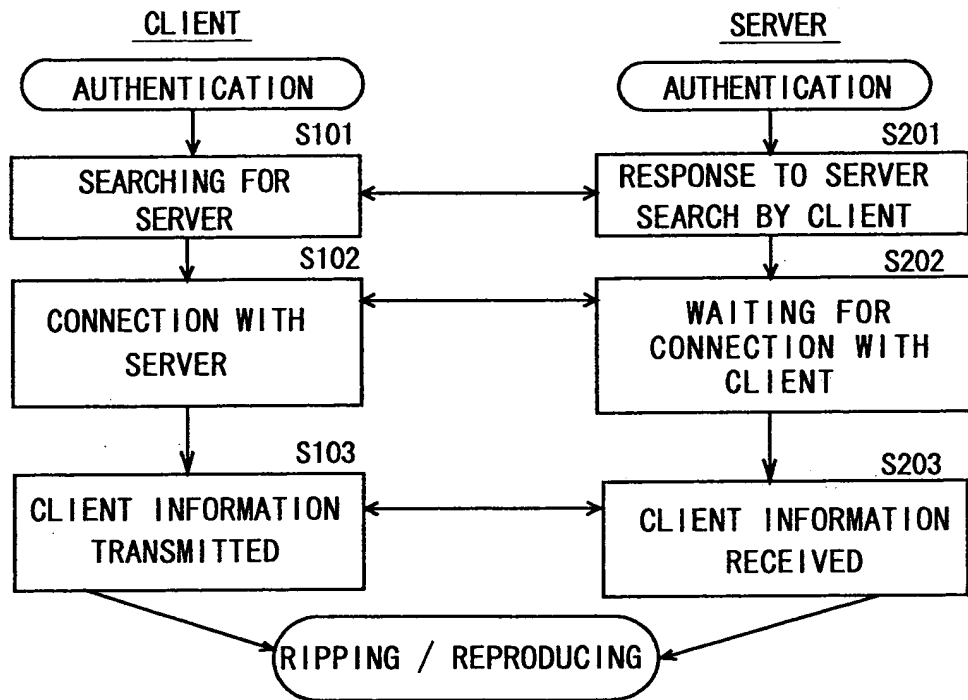 CLIENT
AUTHENTICATION
S101
SEARCHING FOR
SERVER
S102
CONNECTION WITH
SERVER
S103
CLIENT INFORMATION
TRANSMITTED
SERVER
AUTHENTICATION
S201
RESPONSE TO SERVER
SEARCH BY CLIENT
S202
WAITING FOR
CONNECTION WITH
CLIENT
S203
CLIENT INFORMATION
RECEIVED
RIPPING / REPRODUCING